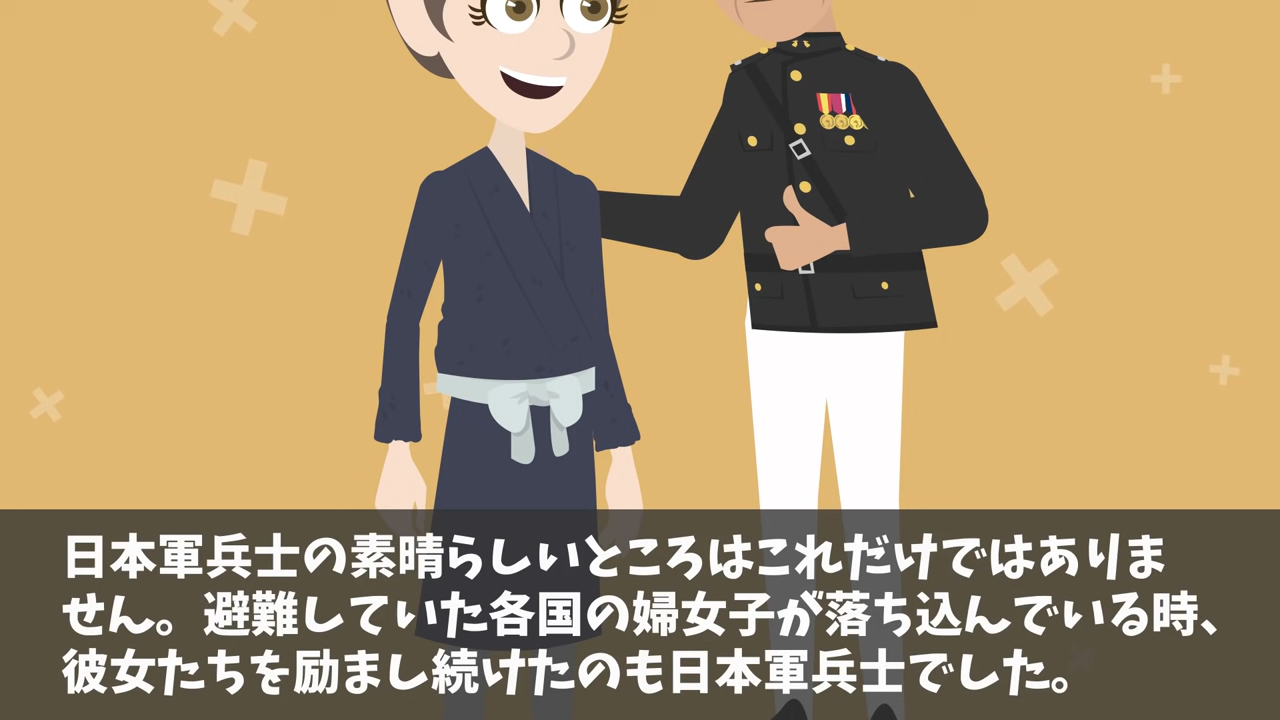 日本軍兵士の素晴らしいところはこれだけではありま
せん。避難していた各国の婦女子が落ち込んでいる時、
彼女たちを励まし続けたのも日本軍兵士でした。